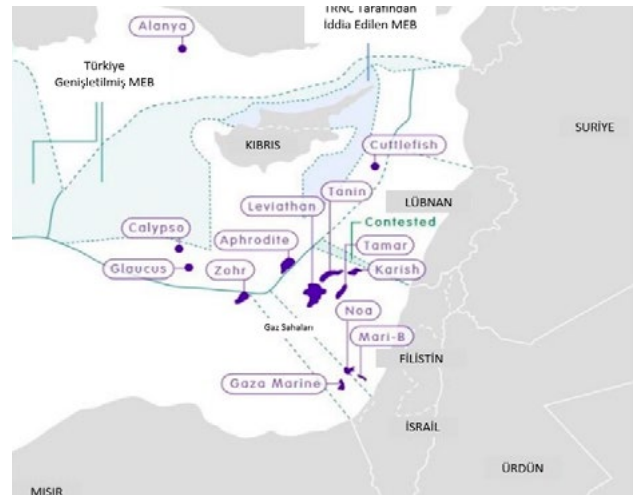 TRNC Tarafından
İddia Edilen MEB
Alanya
Türkiye
Genişletilmiş MEB
KIBRIS
SURİYE
Cuttlefish
Tanin
Leviathan
LÜBNAN
Contested
Calypso
Aphrodite
Tamar
Glaucus
Zohr
Karish
Noa
Gaz Sahaları
Mari-B
FİLİSTİN
Gaza Marine
İSRAİL
ÜRDÜN
MISIR